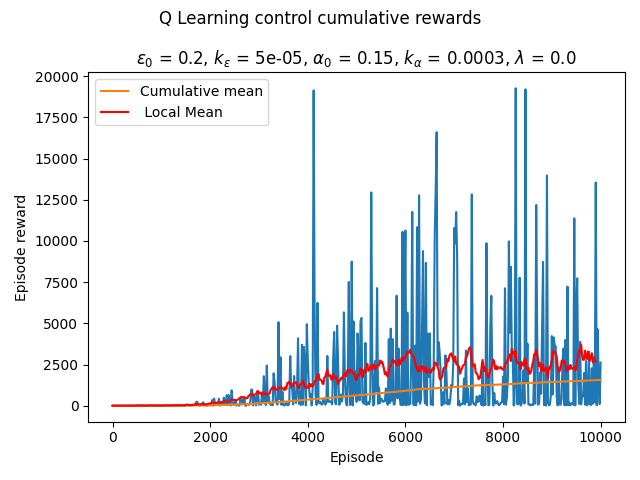 Q Learning control cumulative rewards
ε₀ = 0.2, kε = 5e-05, α₀ = 0.15, kα = 0.0003, λ = 0.0
20000
17500
15000
12500
10000
7500
5000
2500
0
Episode reward
Cumulative mean
Local Mean
0 2000 4000 6000 8000 10000
Episode